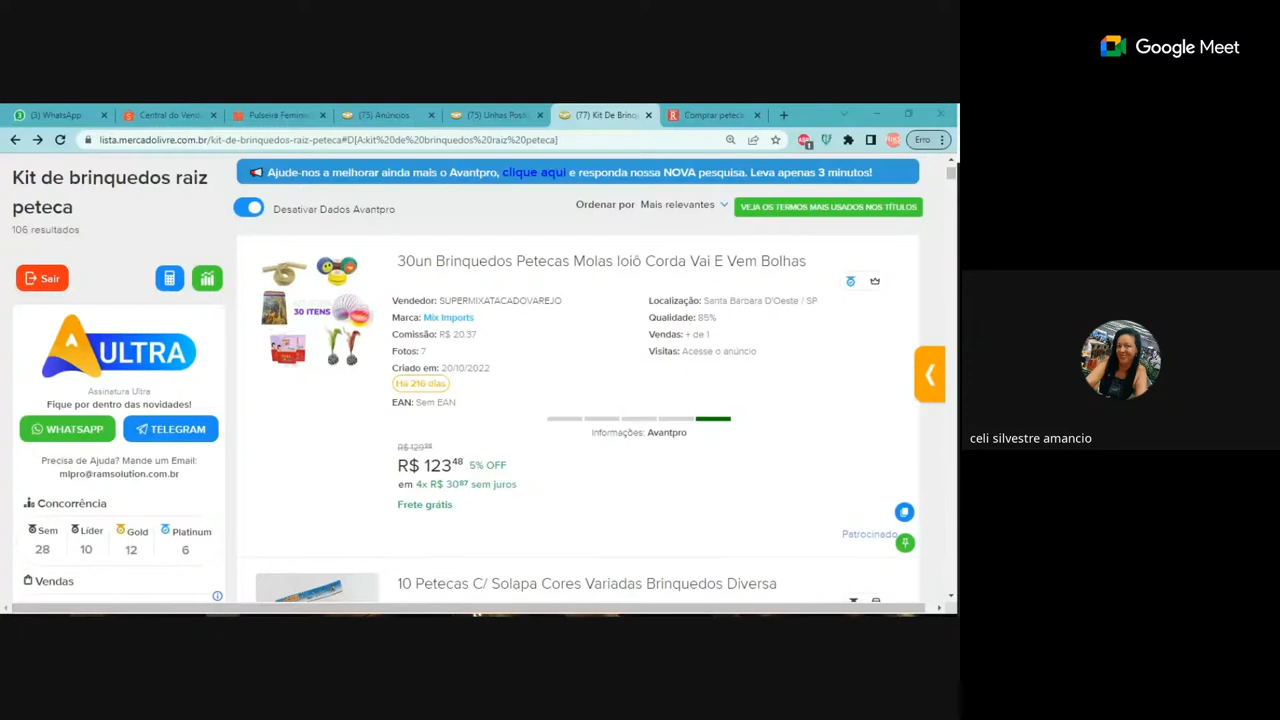 Google Meet
(3) WhatsApp
Central do Vend
Pulseira Feminin
(75) Anúncios
(75) Unhas Posti
(77) Kit De Brinq
Comprar peteca
lista.mercadolivre.com.br/kit-de-brinquedos-raiz-peteca#D[A:kit%20de%20brinquedos%20raiz%20peteca]
Erro
Kit de brinquedos raiz
peteca
106 resultados
Sair
ULTRA
Assinatura Ultra
Fique por dentro das novidades!
WHATSAPP
TELEGRAM
Precisa de Ajuda? Mande um Email:
mlpro@ramsolution.com.br
Concorrência
Sem Líder Gold Platinum
28 10 12 6
Vendas
Ajude-nos a melhorar ainda mais o Avantpro, clique aqui e responda nossa NOVA pesquisa. Leva apenas 3 minutos!
Desativar Dados Avantpro
Ordenar por Mais relevantes
VEJA OS TERMOS MAIS USADOS NOS TÍTULOS
30un Brinquedos Petecas Molas Ioiô Corda Vai E Vem Bolhas
30 ITENS
Vendedor: SUPERMIXATACADOVAREJO
Marca: Mix Imports
Comissão: R$ 20.37
Fotos: 7
Criado em: 20/10/2022
Há 216 dias
EAN: Sem EAN
Localização: Santa Barbara D'Oeste / SP
Qualidade: 85%
Vendas: + de 1
Visitas: Acesse o anúncio
Informações: Avantpro
R$ 123 48 5% OFF
em 4x R$ 30 87 sem juros
Frete grátis
Patrocinado
10 Petecas C/ Solapa Cores Variadas Brinquedos Diversa
celi silvestre amancio